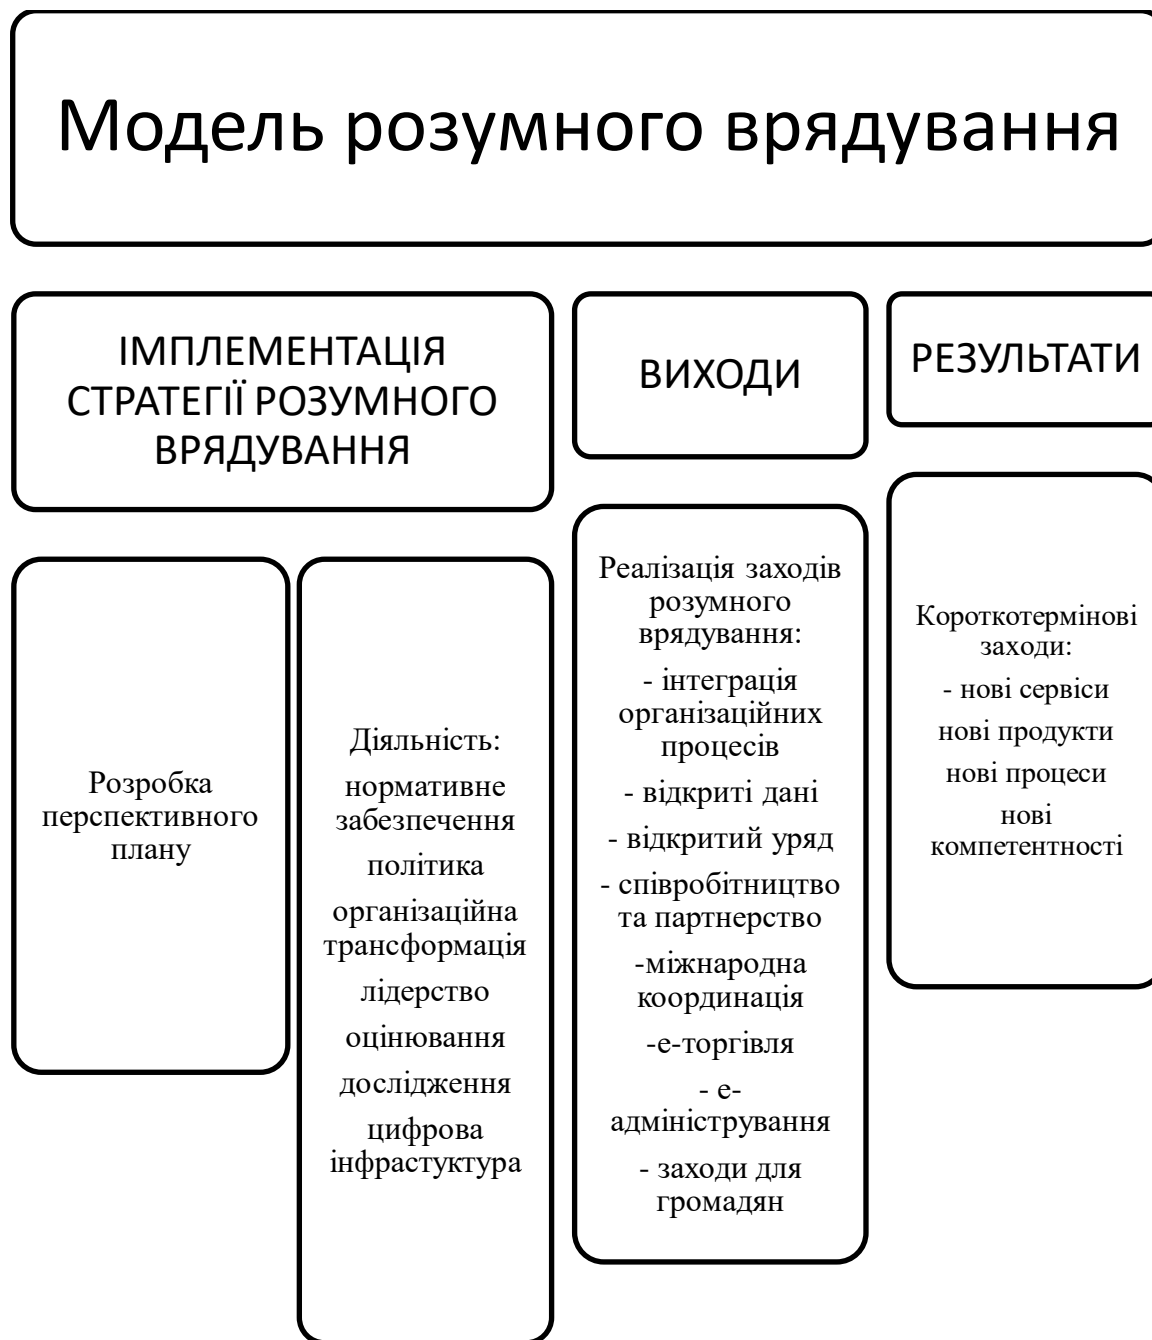 Модель розумного врядування
ІМПЛЕМЕНТАЦІЯ
СТРАТЕГІЇ РОЗУМНОГО
ВРЯДУВАННЯ
ВИХОДИ
РЕЗУЛЬТАТИ
Розробка
перспективного
плану
Діяльність:
нормативне
забезпечення
політика
організаційна
трансформація
лідерство
оцінювання
дослідження
цифрова
інфрастуктура
Реалізація заходів
розумного
врядування:
- інтеграція
організаційних
процесів
- відкриті дані
- відкритий уряд
- співробітництво
та партнерство
-міжнародна
координація
-е-торгівля
- е-
адміністрування
- заходи для
громадян
Короткотермінові
заходи:
- нові сервіси
нові продукти
нові процеси
нові
компетентності